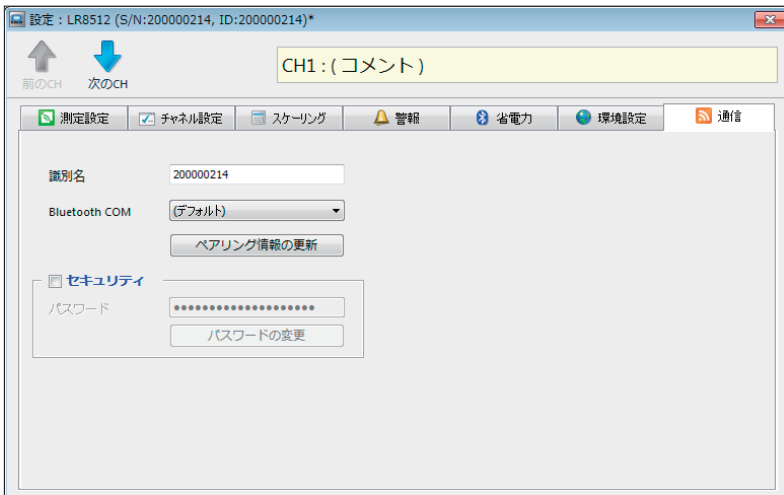 設定 : LR8512 (S/N:200000214, ID:200000214)*
前のCH 次のCH
CH1 : ( コメント )
測定設定 チャネル設定 スケーリング 警報 省電力 環境設定 通信
識別名 200000214
Bluetooth COM (デフォルト)
ペアリング情報の更新
セキュリティ
パスワード ••••••••••••••••••••
パスワードの変更